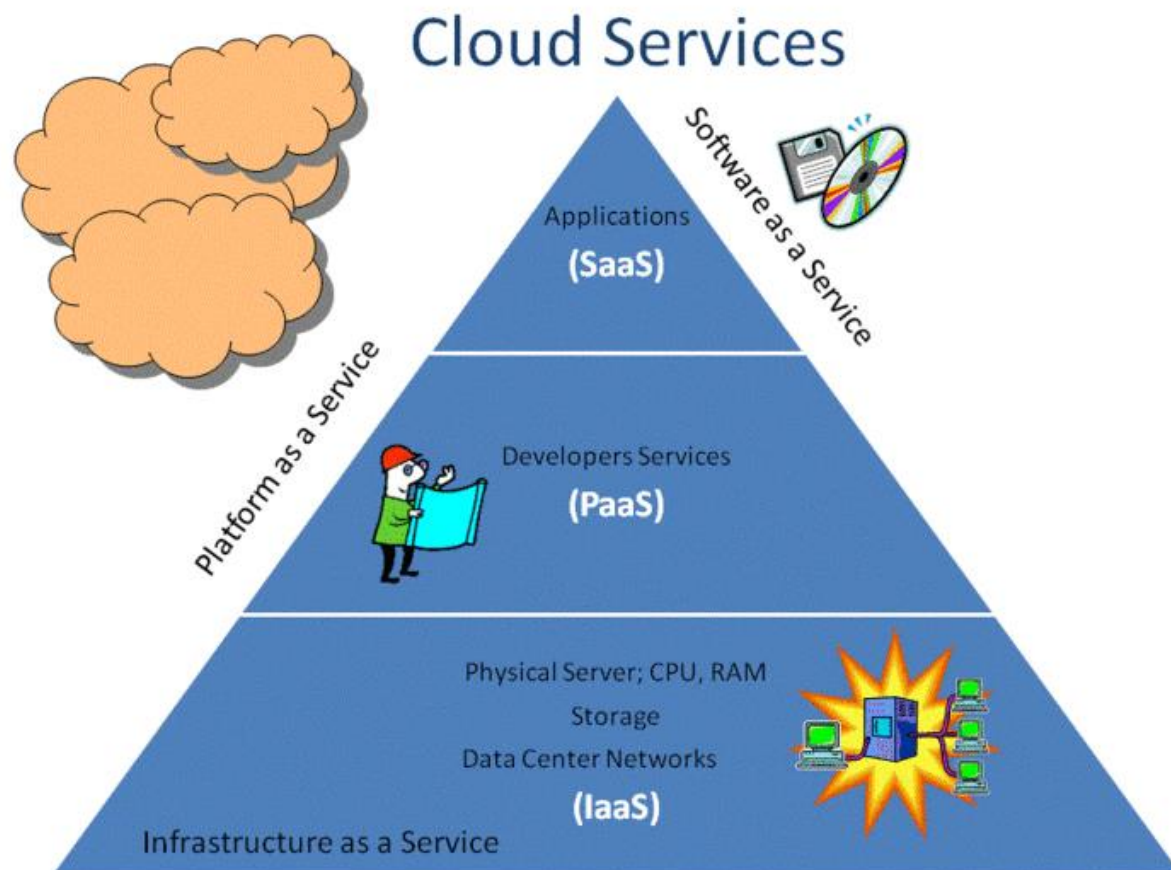 Cloud Services
Software as a Service
Applications
(SaaS)
Platform as a Service
Developers Services
(PaaS)
Physical Server; CPU, RAM
Storage
Data Center Networks
(IaaS)
Infrastructure as a Service